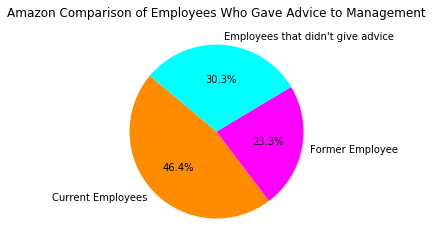 Amazon Comparison of Employees Who Gave Advice to Management
Employees that didn't give advice
30.3%
23.3%
Former Employee
46.4%
Current Employees